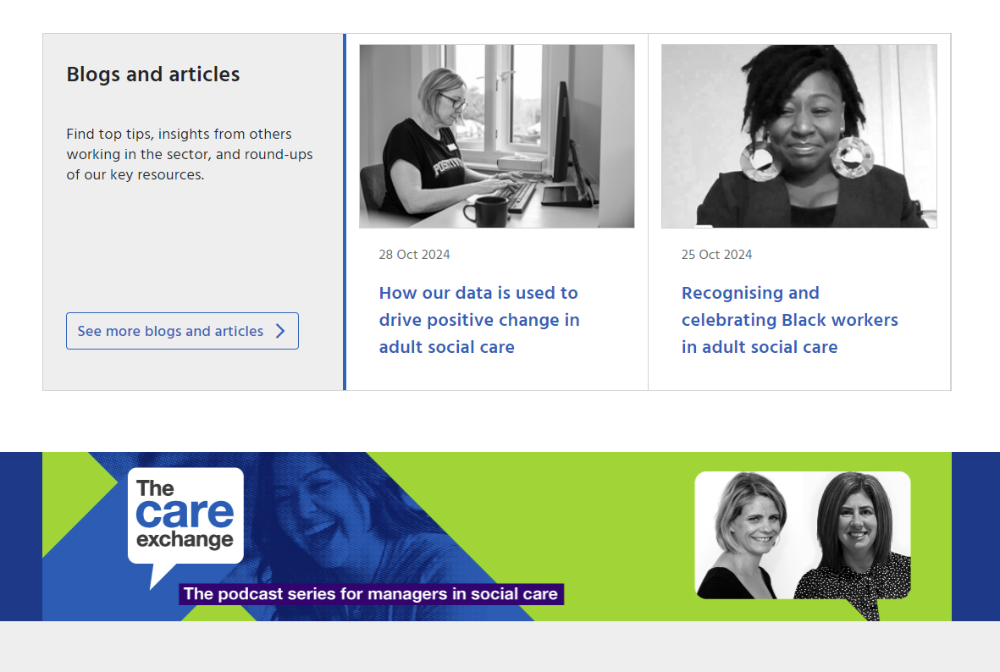 Blogs and articles
Find top tips, insights from others
working in the sector, and round-ups
of our key resources.
See more blogs and articles
28 Oct 2024
How our data is used to
drive positive change in
adult social care
25 Oct 2024
Recognising and
celebrating Black workers
in adult social care
The
care
exchange
The podcast series for managers in social care